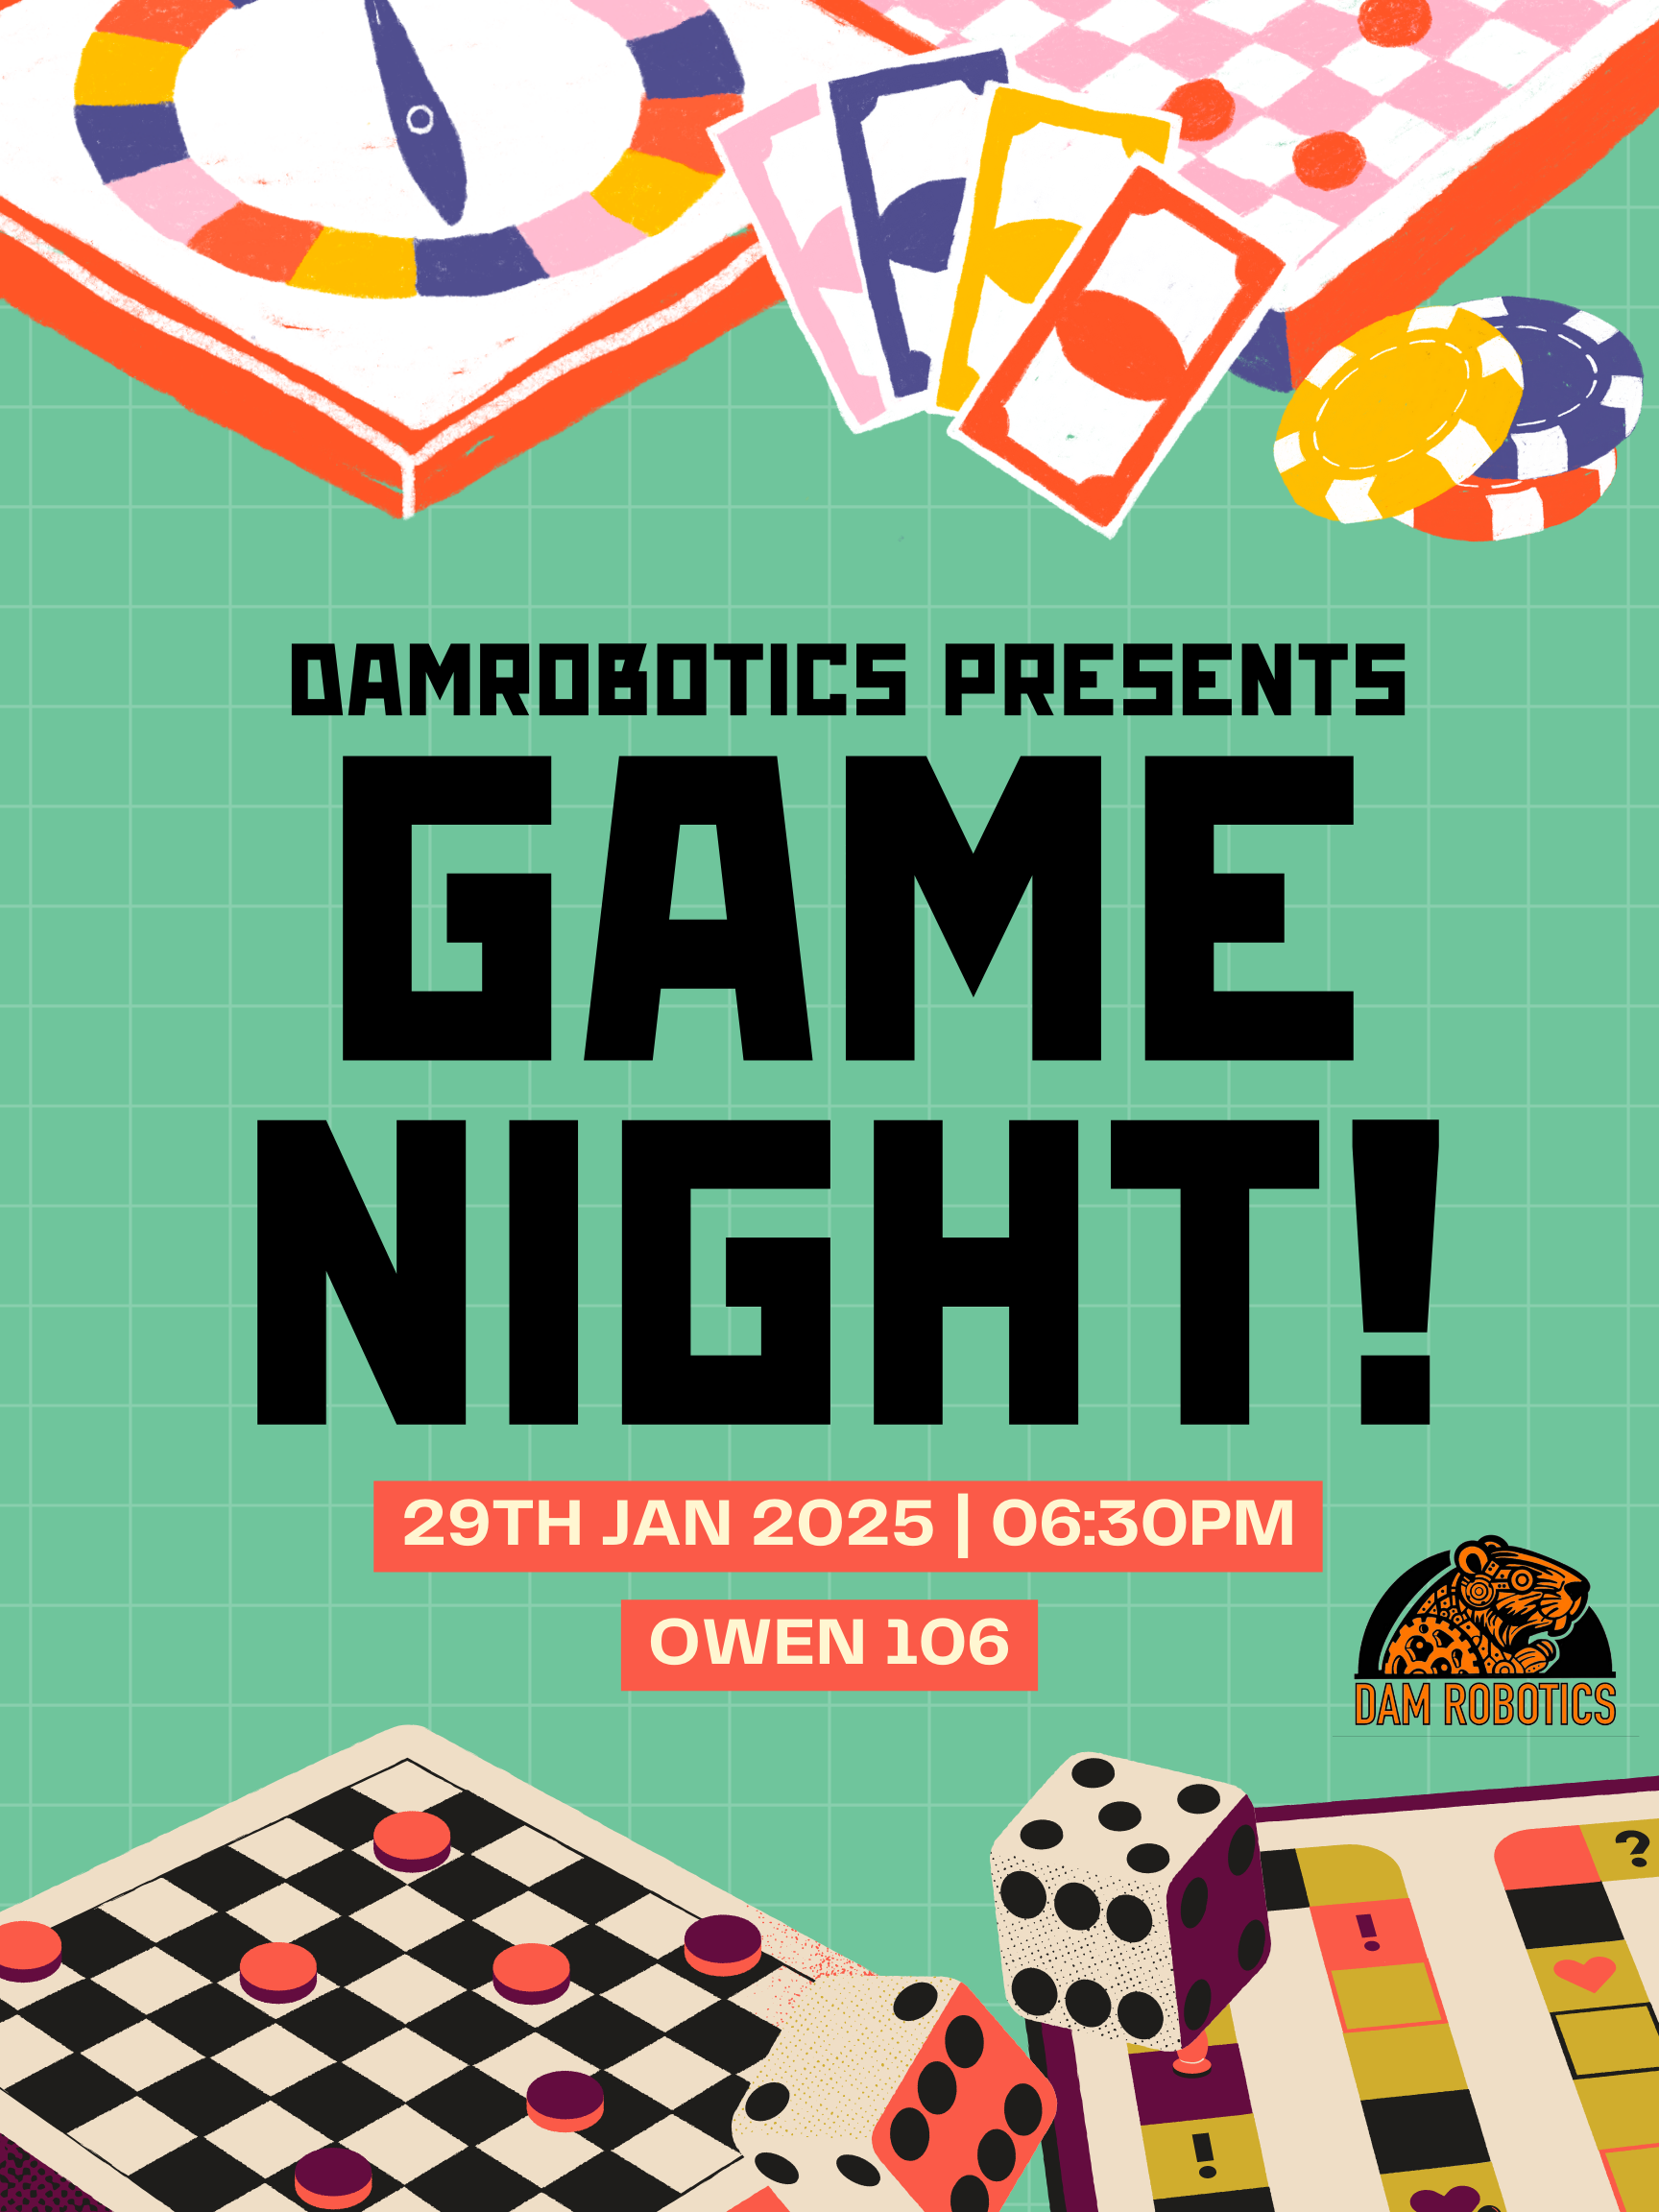 DAMROBOTICS PRESENTS
GAME
NIGHT!
29TH JAN 2025 | 06:30PM
OWEN 106
DAM ROBOTICS
?
!
!